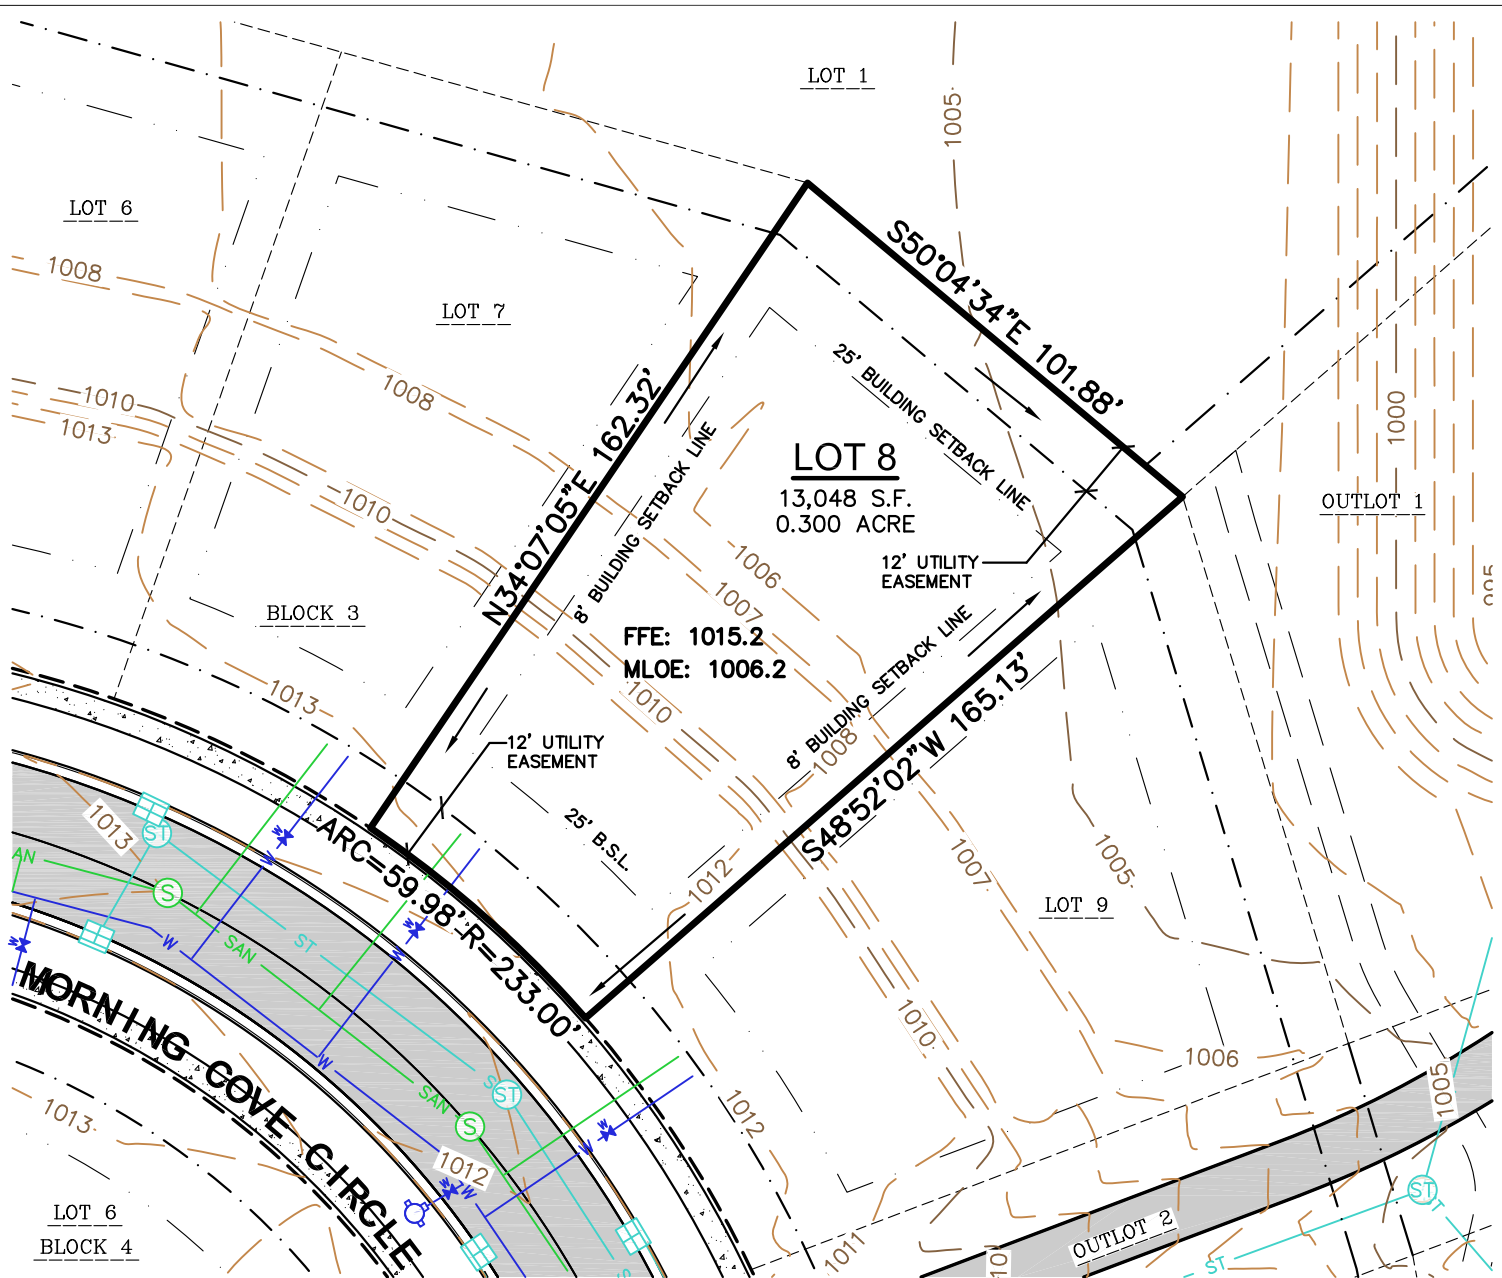 LOT 1
1005
LOT 6
S50°04'34"E 101.88'
1008
LOT 7
25' BUILDING SETBACK LINE
1008
1010
1013
N34°07'05"E 162.32'
8' BUILDING SETBACK LINE
LOT 8
13,048 S.F.
0.300 ACRE
1000
OUTLOT 1
1010
12' UTILITY
EASEMENT
1006
1007
995
BLOCK 3
FFE: 1015.2
MLOE: 1006.2
8' BUILDING SETBACK LINE
S48°52'02"W 165.13'
1013
1010
12' UTILITY
EASEMENT
1008
25' B.S.L.
1013
ST
ARC=59.98' R=233.00'
1012
1007
1005
LOT 9
AN
S
SAN
ST
W
W
W
W
W
W
MORNING COVE CIRCLE
1010
1006
1005
W
SAN
S
ST
S
1012
W
W
1013
1012
W
ST
ST
LOT 6
BLOCK 4
1011
101
OUTLOT 2
ST
S